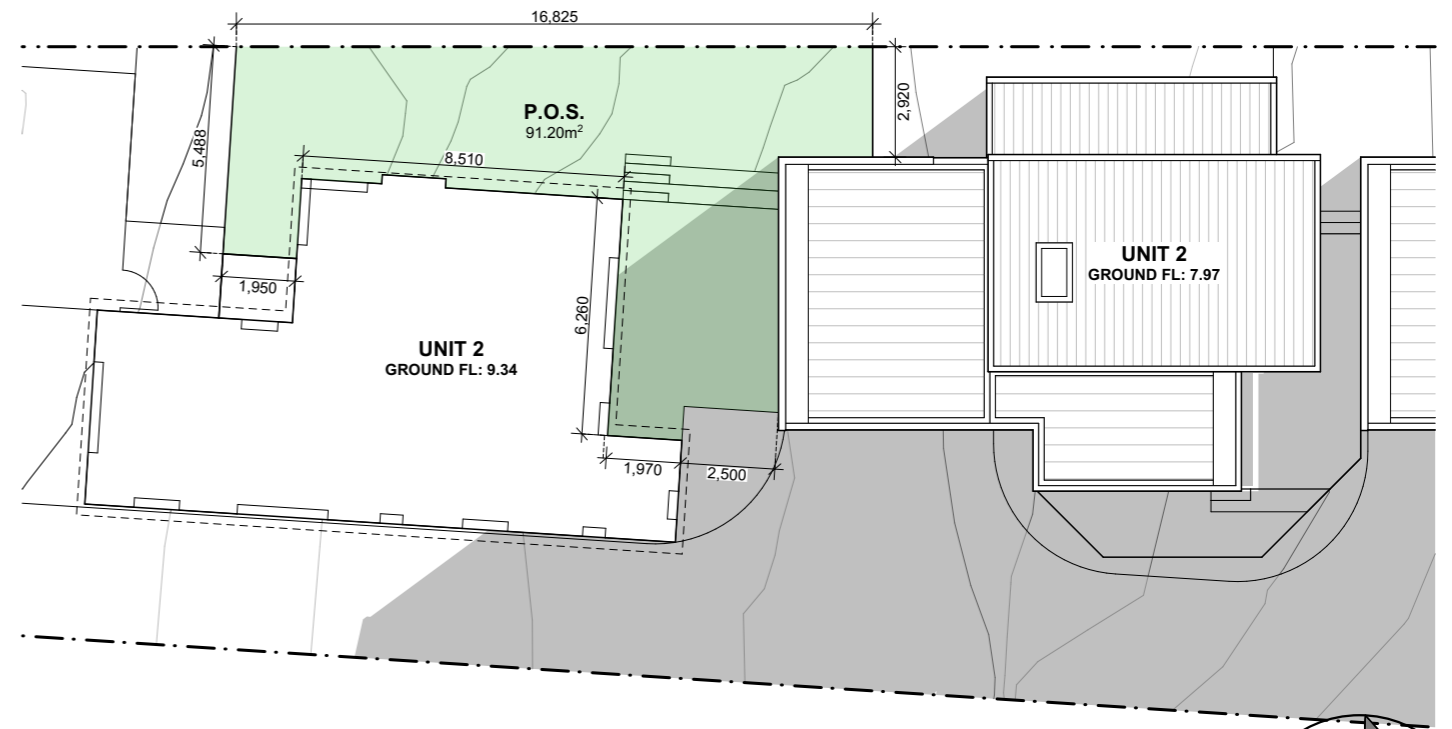 16,825
P.O.S.
91.20m²
2,920
5,488
8,510
UNIT 2
GROUND FL: 7.97
1,950
6,260
UNIT 2
GROUND FL: 9.34
1,970
2,500